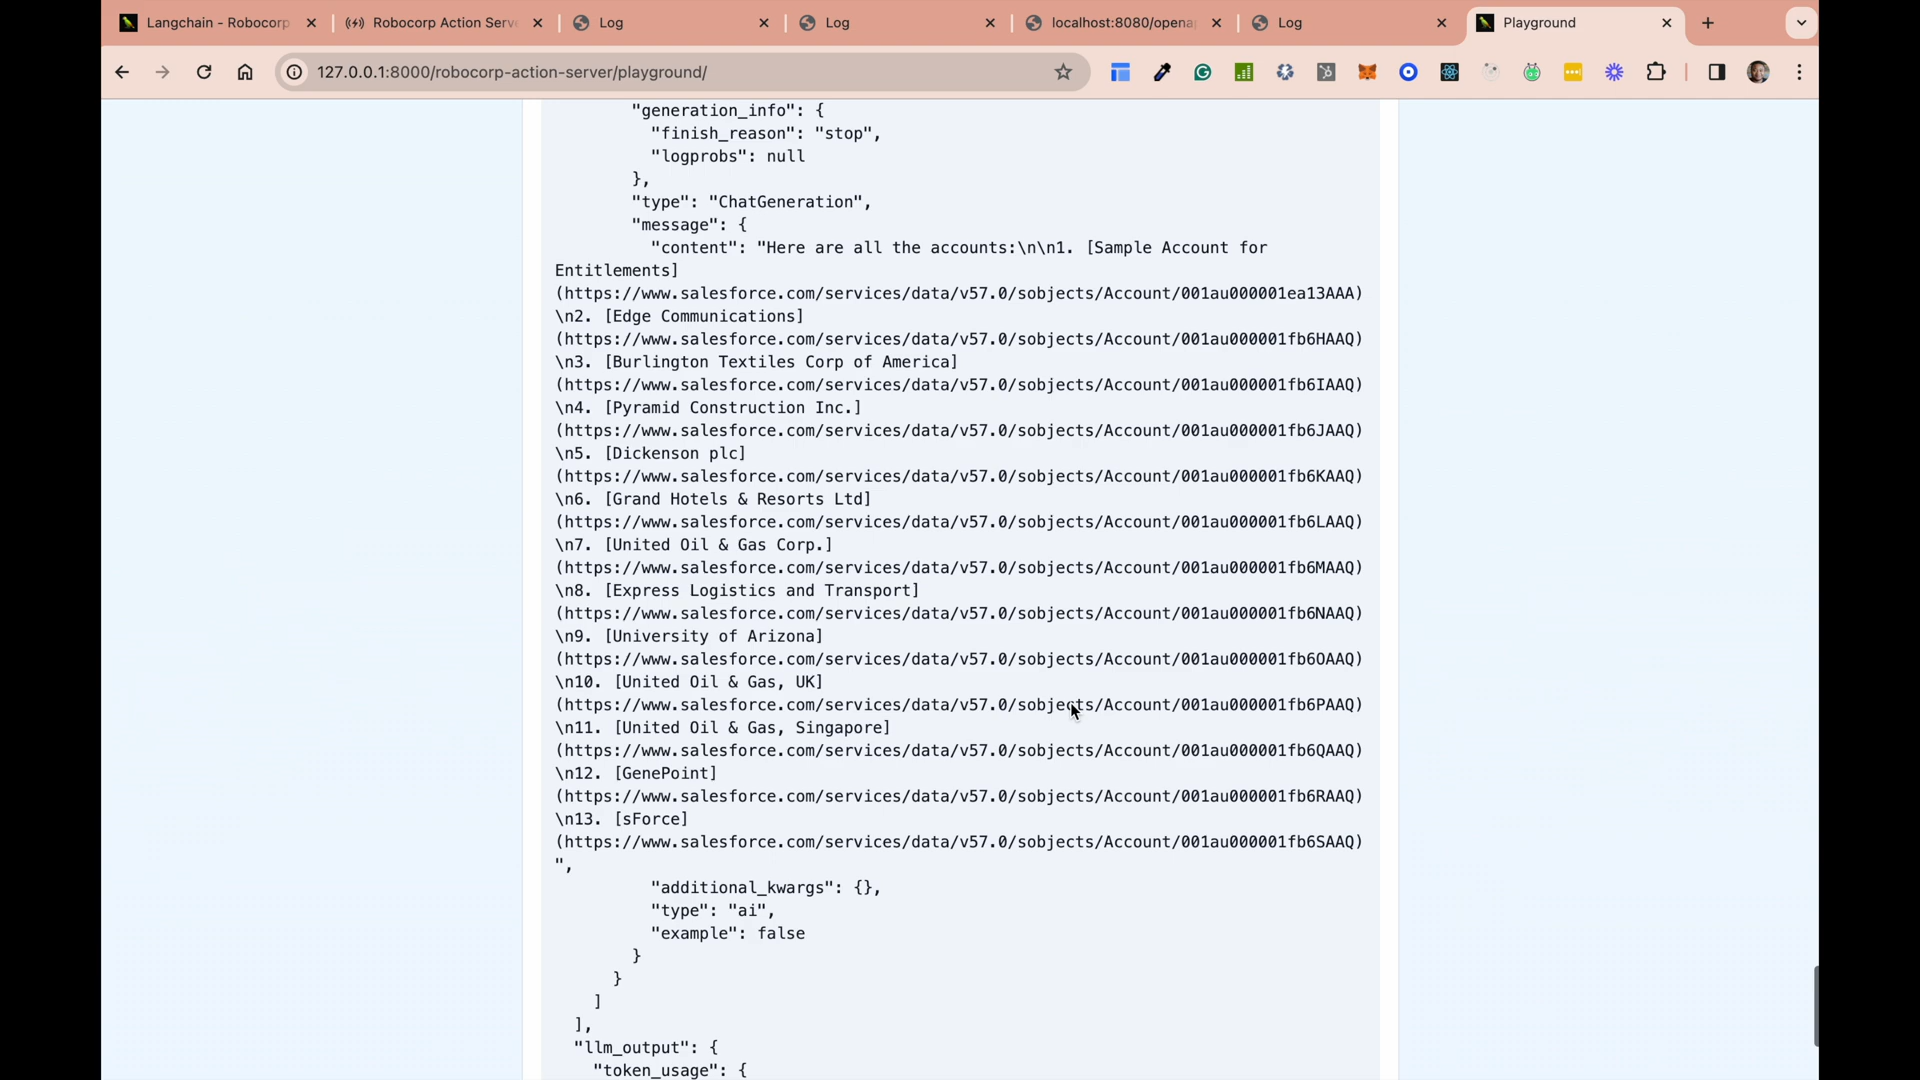 Langchain - Robocorp
Robocorp Action Serve
Log
Log
localhost:8080/opena
Log
Playground
127.0.0.1:8000/robocorp-action-server/playground/
"generation_info": {
"finish_reason": "stop",
"logprobs": null
},
"type": "ChatGeneration",
"message": {
"content": "Here are all the accounts:\n\n1. [Sample Account for
Entitlements]
(https://www.salesforce.com/services/data/v57.0/sobjects/Account/001au000001ea13AAA)
\n2. [Edge Communications]
(https://www.salesforce.com/services/data/v57.0/sobjects/Account/001au000001fb6HAAQ)
\n3. [Burlington Textiles Corp of America]
(https://www.salesforce.com/services/data/v57.0/sobjects/Account/001au000001fb6IAAQ)
\n4. [Pyramid Construction Inc.]
(https://www.salesforce.com/services/data/v57.0/sobjects/Account/001au000001fb6JAAQ)
\n5. [Dickenson plc]
(https://www.salesforce.com/services/data/v57.0/sobjects/Account/001au000001fb6KAAQ)
\n6. [Grand Hotels & Resorts Ltd]
(https://www.salesforce.com/services/data/v57.0/sobjects/Account/001au000001fb6LAAQ)
\n7. [United Oil & Gas Corp.]
(https://www.salesforce.com/services/data/v57.0/sobjects/Account/001au000001fb6MAAQ)
\n8. [Express Logistics and Transport]
(https://www.salesforce.com/services/data/v57.0/sobjects/Account/001au000001fb6NAAQ)
\n9. [University of Arizona]
(https://www.salesforce.com/services/data/v57.0/sobjects/Account/001au000001fb6OAAQ)
\n10. [United Oil & Gas, UK]
(https://www.salesforce.com/services/data/v57.0/sobjects/Account/001au000001fb6PAAQ)
\n11. [United Oil & Gas, Singapore]
(https://www.salesforce.com/services/data/v57.0/sobjects/Account/001au000001fb6QAAQ)
\n12. [GenePoint]
(https://www.salesforce.com/services/data/v57.0/sobjects/Account/001au000001fb6RAAQ)
\n13. [sForce]
(https://www.salesforce.com/services/data/v57.0/sobjects/Account/001au000001fb6SAAQ)
",
"additional_kwargs": {},
"type": "ai",
"example": false
}
}
]
],
"llm_output": {
"token_usage": {